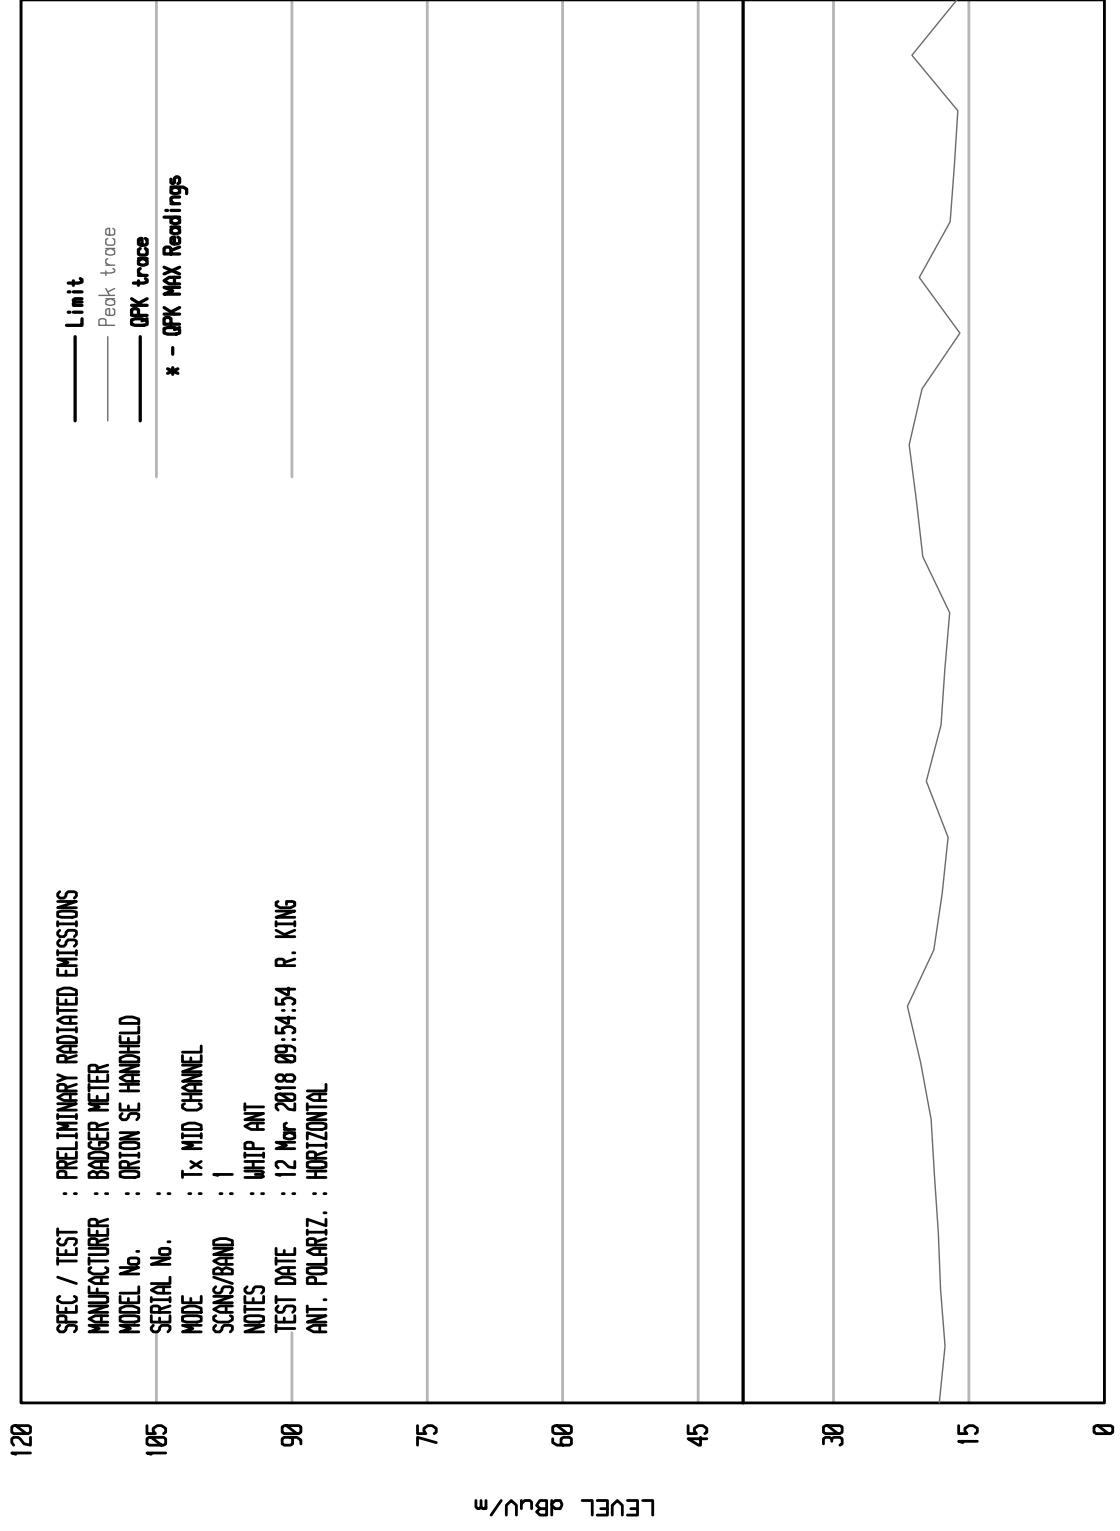 SPEC / TEST : PRELIMINARY RADIATED EMISSIONS
MANUFACTURER : BADGER METER
MODEL No. : ORION SE HANDHELD
SERIAL No. :
MODE : Tx MID CHANNEL
SCANS/BAND : 1
NOTES : WHIP ANT
TEST DATE : 12 Mar 2018 09:54:54 R. KING
ANT. POLARIZ. : HORIZONTAL
Limit
Peak trace
QPK trace
* - QPK MAX Readings
120
105
90
75
60
45
30
15
0
LEVEL dBuV/m